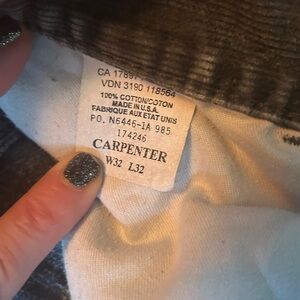 CA 17897
VDN 3190 118564
100% COTTON/COTON
MADE IN U.S.A.
FABRIQUE AUX ETAT UNIS
P.O. N6446-1A 985
174246
CARPENTER
W32 L32